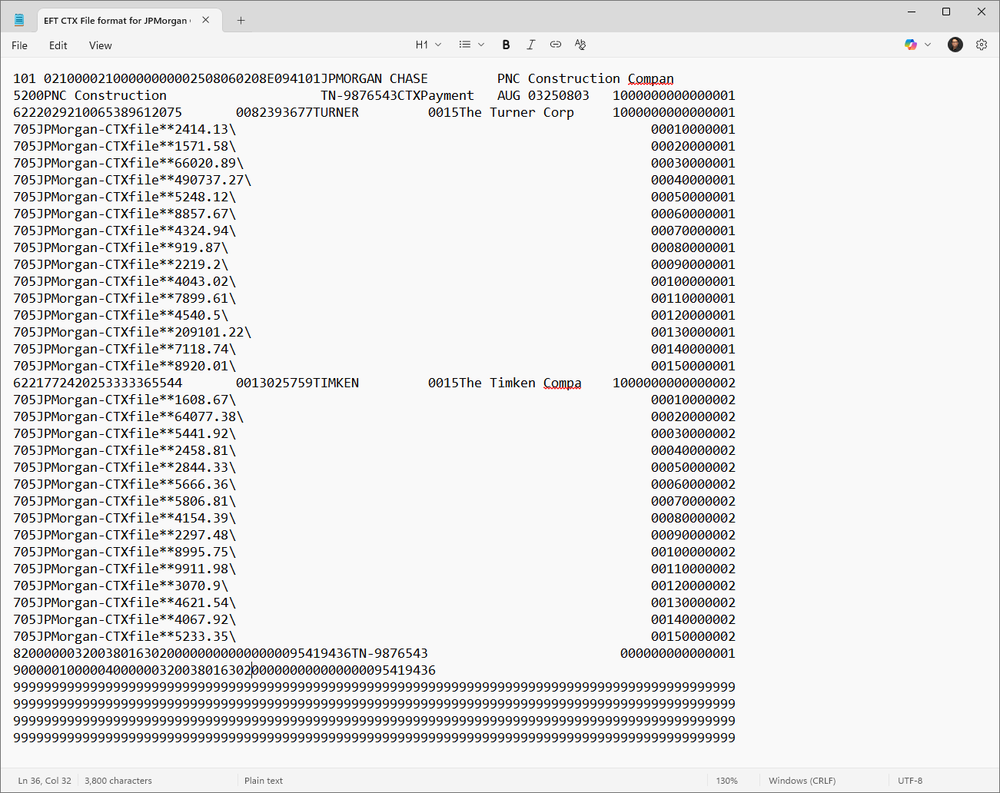 EFT CTX File format for JPMorgan
File Edit View H1 B I
101 021000021000000000002508060208E094101JPMORGAN CHASE         PNC Construction Compan
5200PNC Construction                    TN-9876543CTXPayment   AUG 03250803   1000000000000001
6222029210065389612075       0082393677TURNER         0015The Turner Corp     1000000000000001
705JPMorgan-CTXfile**2414.13\                                                      00010000001
705JPMorgan-CTXfile**1571.58\                                                      00020000001
705JPMorgan-CTXfile**66020.89\                                                     00030000001
705JPMorgan-CTXfile**490737.27\                                                    00040000001
705JPMorgan-CTXfile**5248.12\                                                      00050000001
705JPMorgan-CTXfile**8857.67\                                                      00060000001
705JPMorgan-CTXfile**4324.94\                                                      00070000001
705JPMorgan-CTXfile**919.87\                                                       00080000001
705JPMorgan-CTXfile**2219.2\                                                       00090000001
705JPMorgan-CTXfile**4043.02\                                                      00100000001
705JPMorgan-CTXfile**7899.61\                                                      00110000001
705JPMorgan-CTXfile**4540.5\                                                       00120000001
705JPMorgan-CTXfile**209101.22\                                                    00130000001
705JPMorgan-CTXfile**7118.74\                                                      00140000001
705JPMorgan-CTXfile**8920.01\                                                      00150000001
6221772420253333365544       0013025759TIMKEN         0015The Timken Compa    1000000000000002
705JPMorgan-CTXfile**1608.67\                                                      00010000002
705JPMorgan-CTXfile**64077.38\                                                     00020000002
705JPMorgan-CTXfile**5441.92\                                                      00030000002
705JPMorgan-CTXfile**2458.81\                                                      00040000002
705JPMorgan-CTXfile**2844.33\                                                      00050000002
705JPMorgan-CTXfile**5666.36\                                                      00060000002
705JPMorgan-CTXfile**5806.81\                                                      00070000002
705JPMorgan-CTXfile**4154.39\                                                      00080000002
705JPMorgan-CTXfile**2297.48\                                                      00090000002
705JPMorgan-CTXfile**8995.75\                                                      00100000002
705JPMorgan-CTXfile**9911.98\                                                      00110000002
705JPMorgan-CTXfile**3070.9\                                                       00120000002
705JPMorgan-CTXfile**4621.54\                                                      00130000002
705JPMorgan-CTXfile**4067.92\                                                      00140000002
705JPMorgan-CTXfile**5233.35\                                                      00150000002
82000000320038016302000000000000000095419436TN-9876543                         000000000000001
9000001000004000000320038016302000000000000000095419436
9999999999999999999999999999999999999999999999999999999999999999999999999999999999999999999999
9999999999999999999999999999999999999999999999999999999999999999999999999999999999999999999999
9999999999999999999999999999999999999999999999999999999999999999999999999999999999999999999999
9999999999999999999999999999999999999999999999999999999999999999999999999999999999999999999999
Ln 36, Col 32 3,800 characters Plain text 130% Windows (CRLF) UTF-8